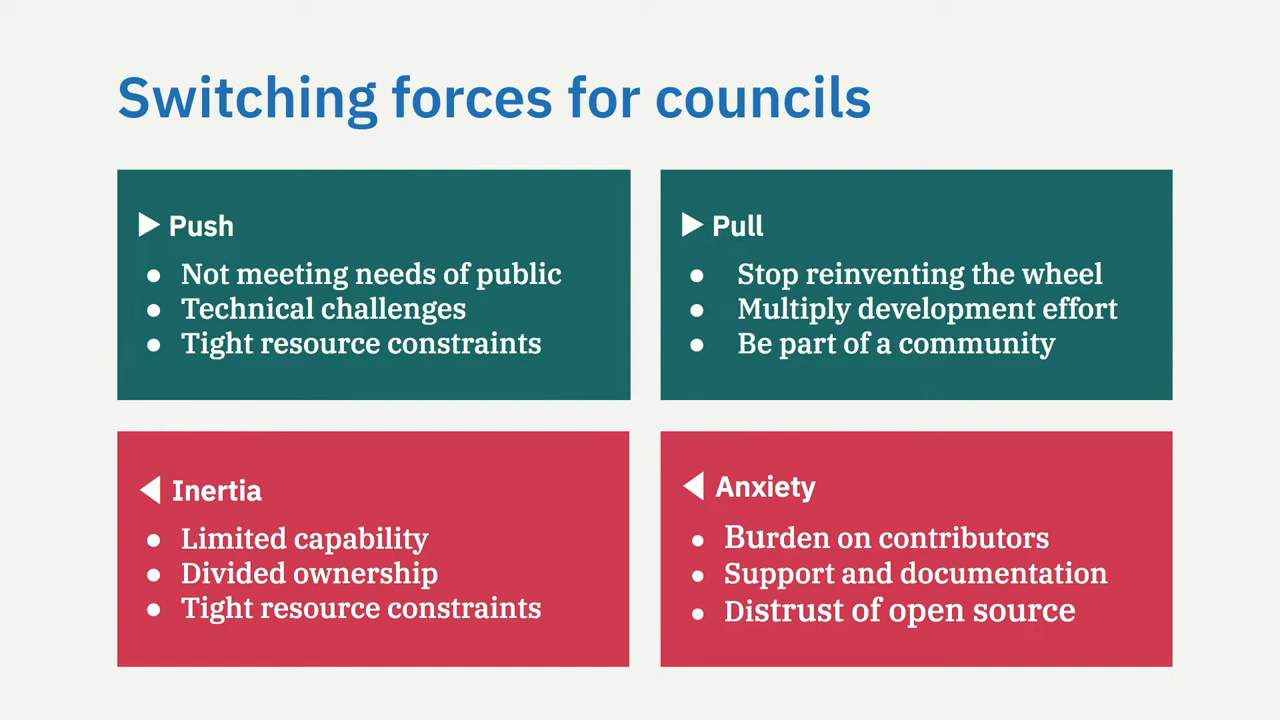 Switching forces for councils
▶ Push
● Not meeting needs of public
● Technical challenges
● Tight resource constraints
▶ Pull
● Stop reinventing the wheel
● Multiply development effort
● Be part of a community
◀ Inertia
● Limited capability
● Divided ownership
● Tight resource constraints
◀ Anxiety
● Burden on contributors
● Support and documentation
● Distrust of open source